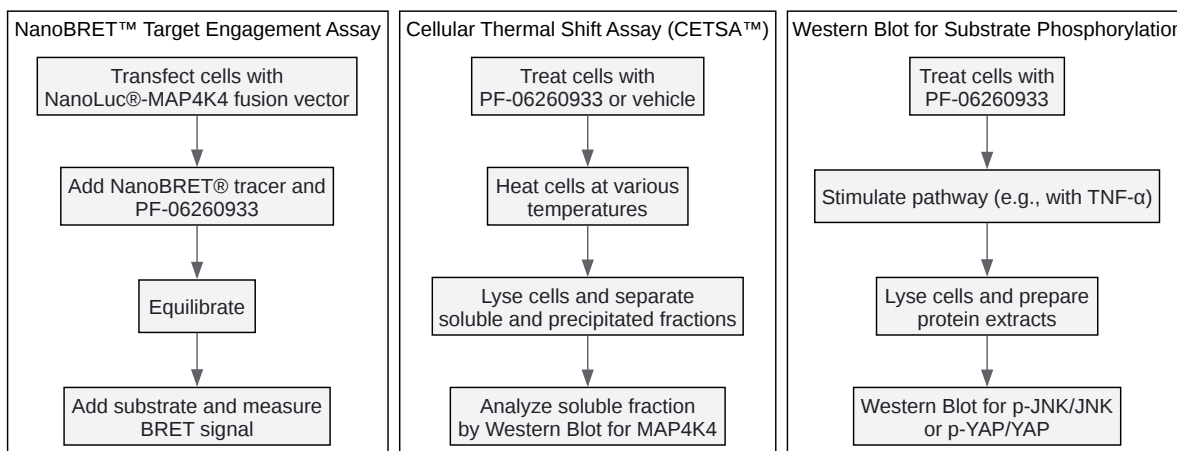 NanoBRET™ Target Engagement Assay
Transfect cells with
NanoLuc®-MAP4K4 fusion vector
Add NanoBRET® tracer and
PF-06260933
Equilibrate
Add substrate and measure
BRET signal
Cellular Thermal Shift Assay (CETSA™)
Treat cells with
PF-06260933 or vehicle
Heat cells at various
temperatures
Lyse cells and separate
soluble and precipitated fractions
Analyze soluble fraction
by Western Blot for MAP4K4
Western Blot for Substrate Phosphorylation
Treat cells with
PF-06260933
Stimulate pathway (e.g., with TNF-α)
Lyse cells and prepare
protein extracts
Western Blot for p-JNK/JNK
or p-YAP/YAP